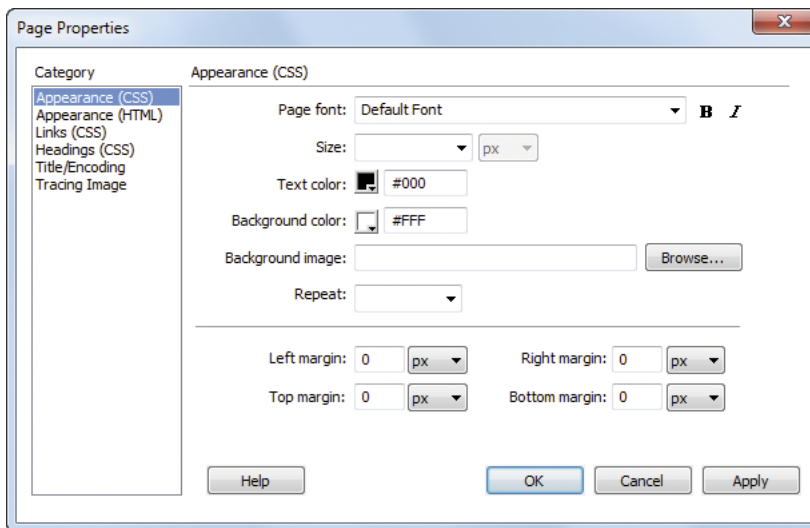 Page Properties
X
Category
Appearance (CSS)
Appearance (HTML)
Links (CSS)
Headings (CSS)
Title/Encoding
Tracing Image
Appearance (CSS)
Page font: Default Font B I
Size: px
Text color: #000
Background color: #FFF
Background image: Browse...
Repeat:
Left margin: 0 px Right margin: 0 px
Top margin: 0 px Bottom margin: 0 px
Help OK Cancel Apply